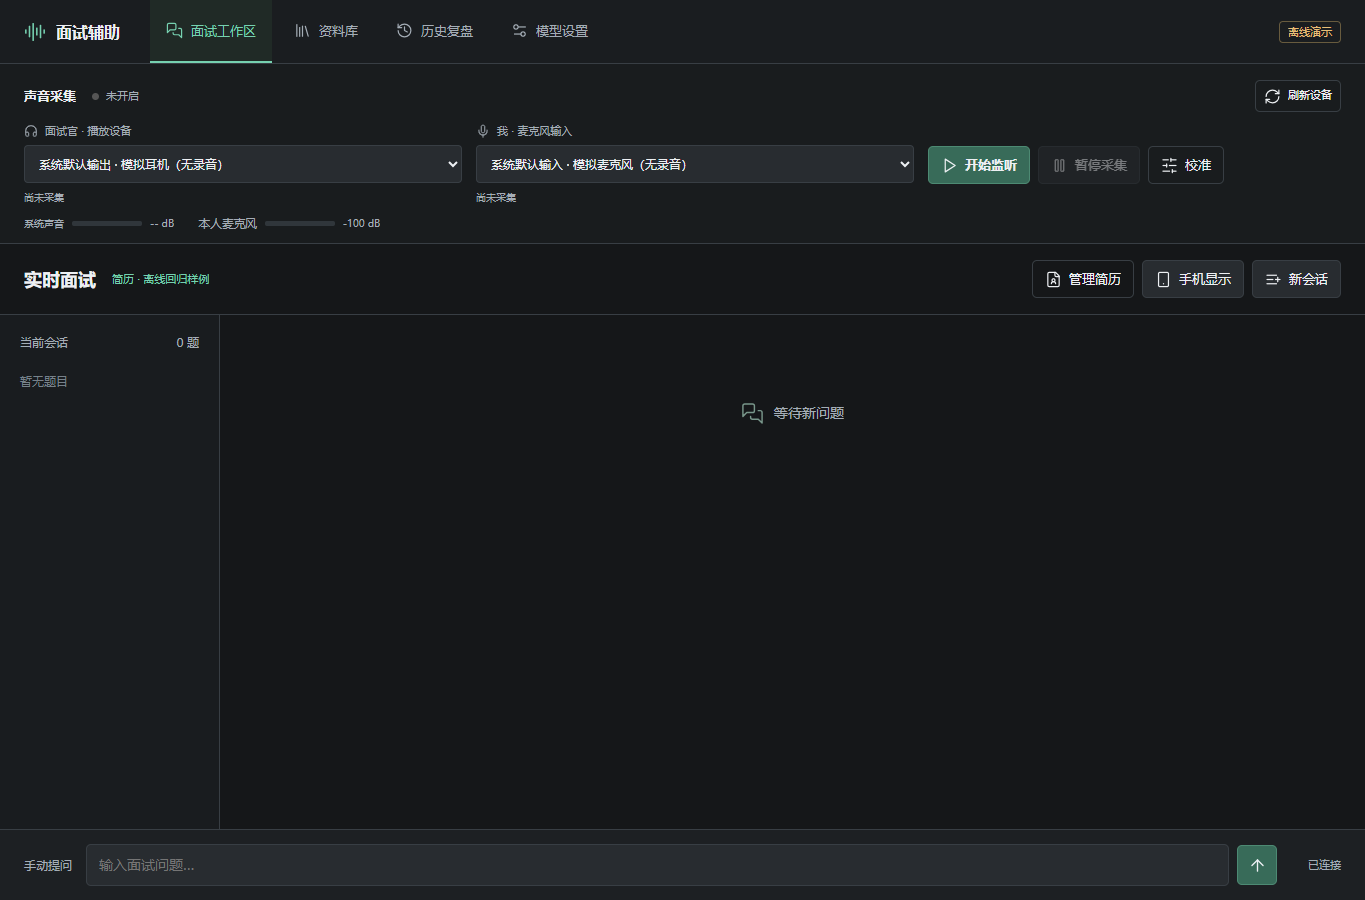 面试辅助
面试工作区
资料库
历史复盘
模型设置
离线演示
声音采集
未开启
刷新设备
面试官 · 播放设备
我 · 麦克风输入
系统默认输出 · 模拟耳机（无录音）
系统默认输入 · 模拟麦克风（无录音）
开始监听
暂停采集
校准
尚未采集
尚未采集
系统声音
-- dB
本人麦克风
-100 dB
实时面试
简历 · 离线回归样例
管理简历
手机显示
新会话
当前会话
0 题
暂无题目
等待新问题
手动提问
输入面试问题...
已连接